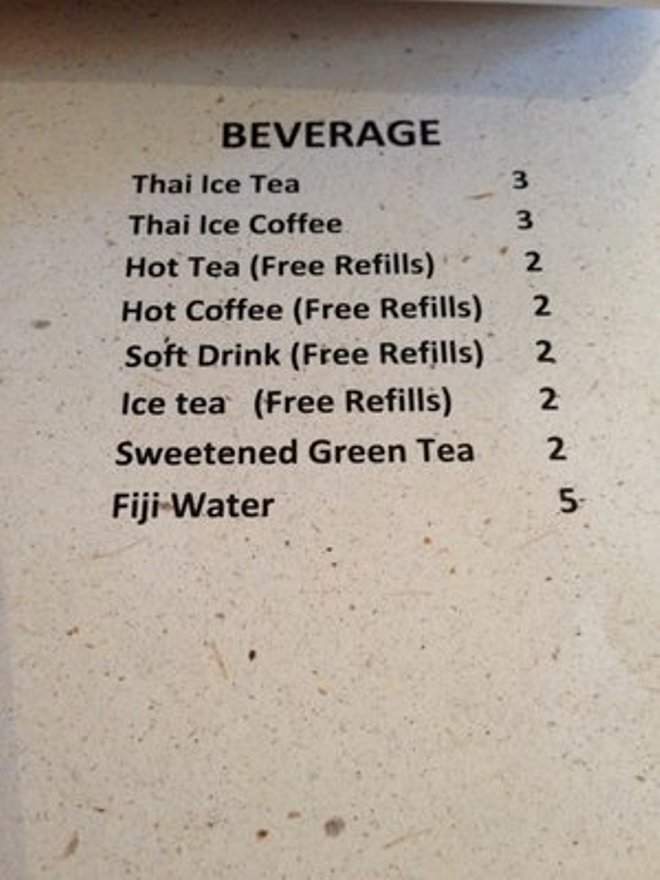 BEVERAGE
Thai Ice Tea 3
Thai Ice Coffee 3
Hot Tea (Free Refills) 2
Hot Coffee (Free Refills) 2
Soft Drink (Free Refills) 2
Ice tea (Free Refills) 2
Sweetened Green Tea 2
Fiji Water 5